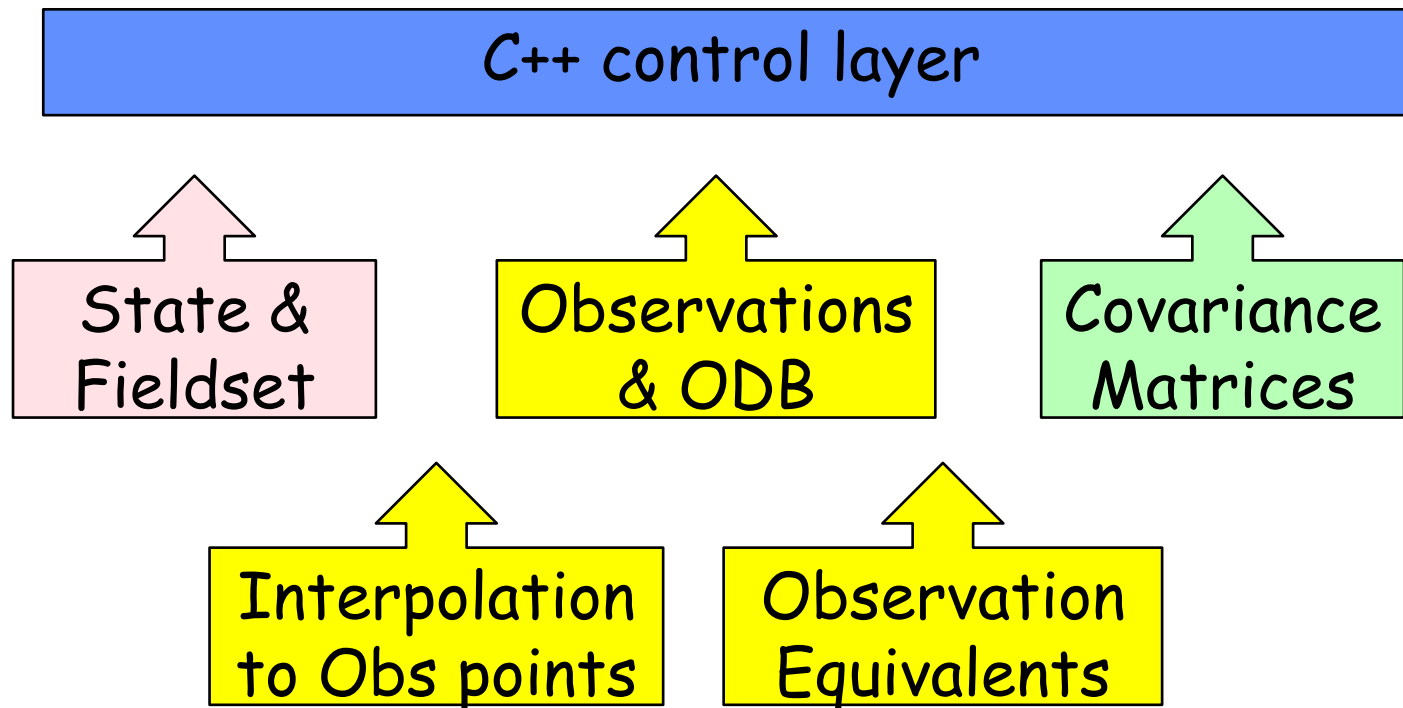 C++ control layer
State &
Fieldset
Observations
& ODB
Covariance
Matrices
Interpolation
to Obs points
Observation
Equivalents